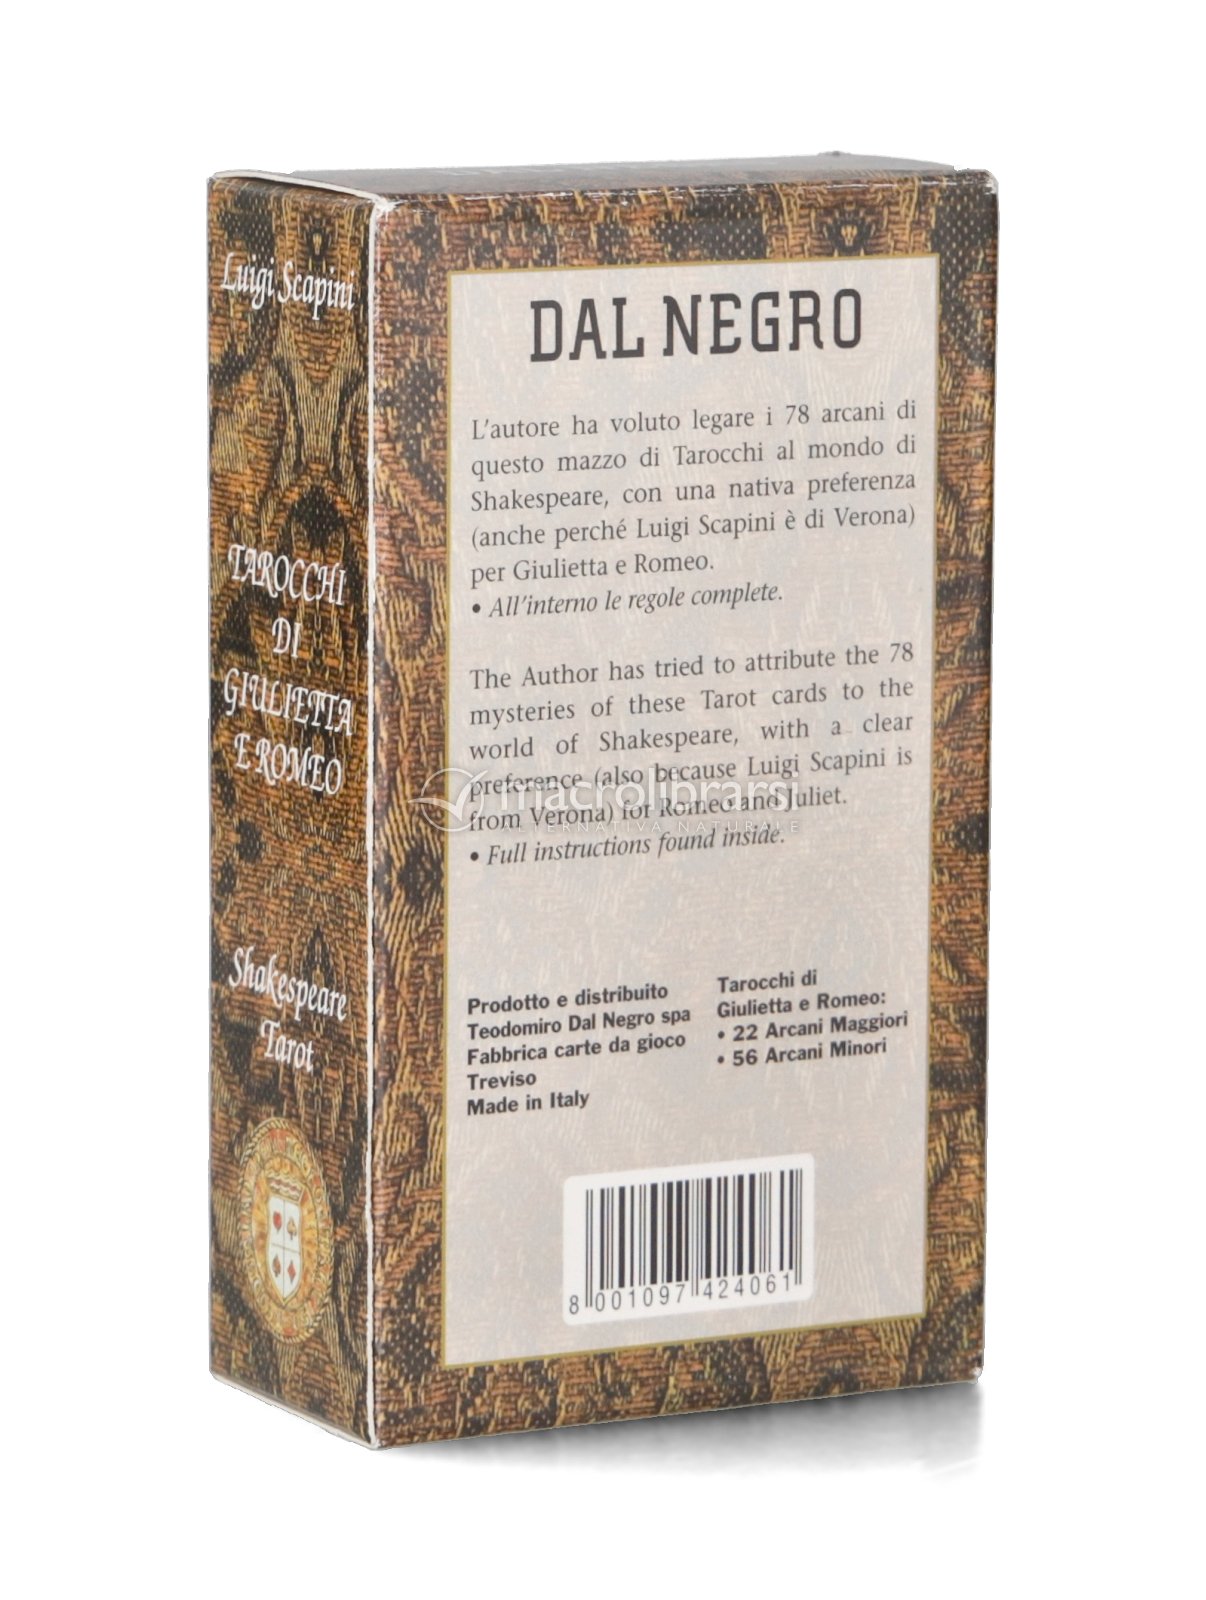 Luigi Scapini
TAROCCHI
DI
GIULIETTA
E ROMEO
Shakespeare
Tarot
DAL NEGRO
L'autore ha voluto legare i 78 arcani di
questo mazzo di Tarocchi al mondo di
Shakespeare, con una nativa preferenza
(anche perché Luigi Scapini è di Verona)
per Giulietta e Romeo.
• All'interno le regole complete.
The Author has tried to attribute the 78
mysteries of these Tarot cards to the
world of Shakespeare, with a clear
preference (also because Luigi Scapini is
from Verona) for Romeo and Juliet.
• Full instructions found inside.
macrolibrarsi
ALTERNATIVA NATURALE
Prodotto e distribuito
Teodomiro Dal Negro spa
Fabbrica carte da gioco
Treviso
Made in Italy
Tarocchi di
Giulietta e Romeo:
• 22 Arcani Maggiori
• 56 Arcani Minori
8 001097 424061